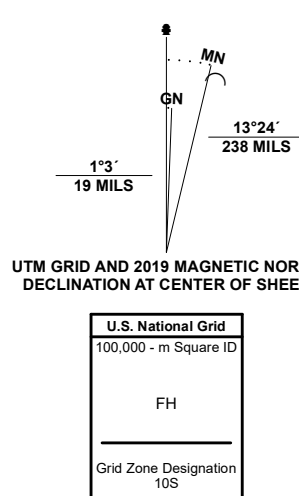 MN
GN
13°24´
238 MILS
1°3´
19 MILS
UTM GRID AND 2019 MAGNETIC NOR
DECLINATION AT CENTER OF SHEE
U.S. National Grid
100,000 - m Square ID
FH
Grid Zone Designation
10S